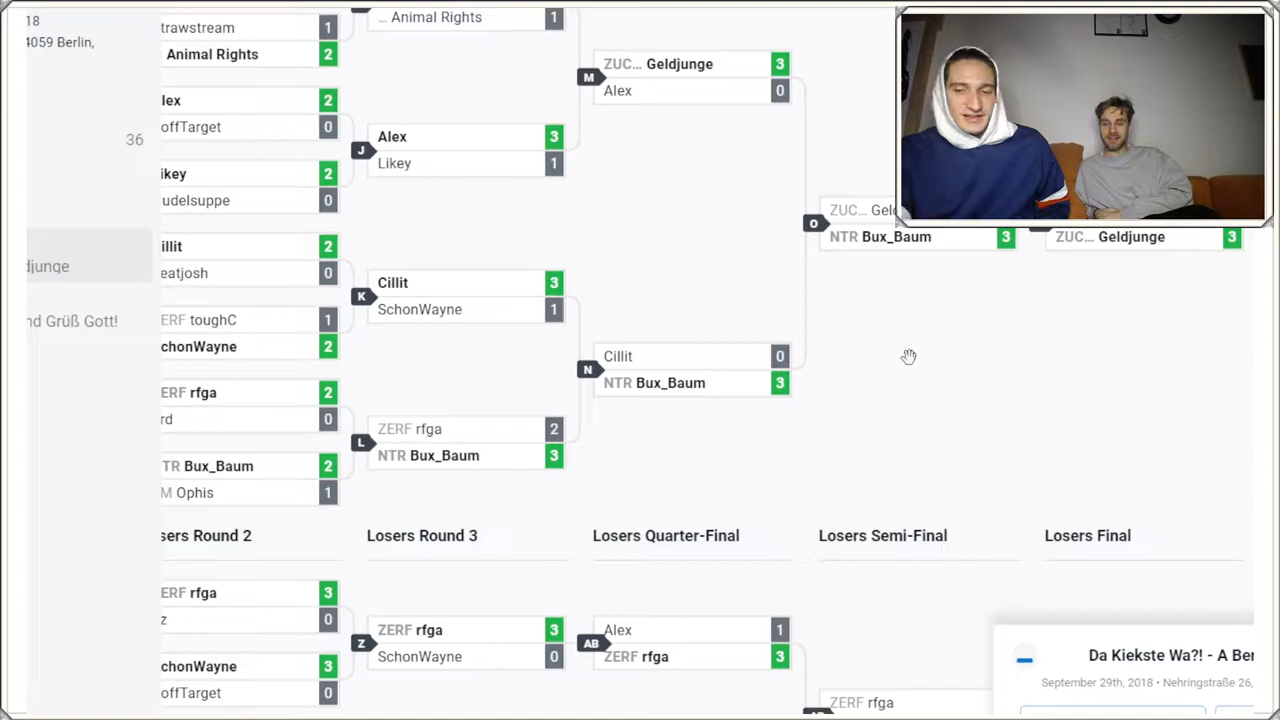 18
4059 Berlin,
36
djunge
nd Grüß Gott!
trawstream 1
Animal Rights 2
lex 2
offTarget 0
ikey 2
udelsuppe 0
illit 2
eatjosh 0
ERF toughC 1
chonWayne 2
ERF rfga 2
rd 0
TR Bux_Baum 2
M Ophis 1
... Animal Rights 1
J
Alex 3
Likey 1
K
Cillit 3
SchonWayne 1
L
ZERF rfga 2
NTR Bux_Baum 3
M
ZUC... Geldjunge 3
Alex 0
N
Cillit 0
NTR Bux_Baum 3
O
ZUC... Geld
NTR Bux_Baum 3
ZUC... Geldjunge 3
sers Round 2
Losers Round 3
Losers Quarter-Final
Losers Semi-Final
Losers Final
ERF rfga 3
z 0
chonWayne 3
offTarget 0
Z
ZERF rfga 3
SchonWayne 0
AB
Alex 1
ZERF rfga 3
ZERF rfga
Da Kiekste Wa?! - A Ber
September 29th, 2018 • Nehringstraße 26,